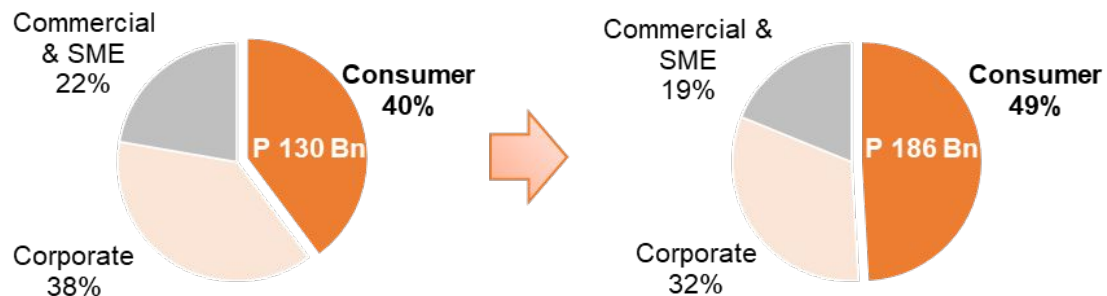 Commercial
& SME
22%
Consumer
40%
P 130 Bn
Corporate
38%
Commercial &
SME
19%
Consumer
49%
P 186 Bn
Corporate
32%